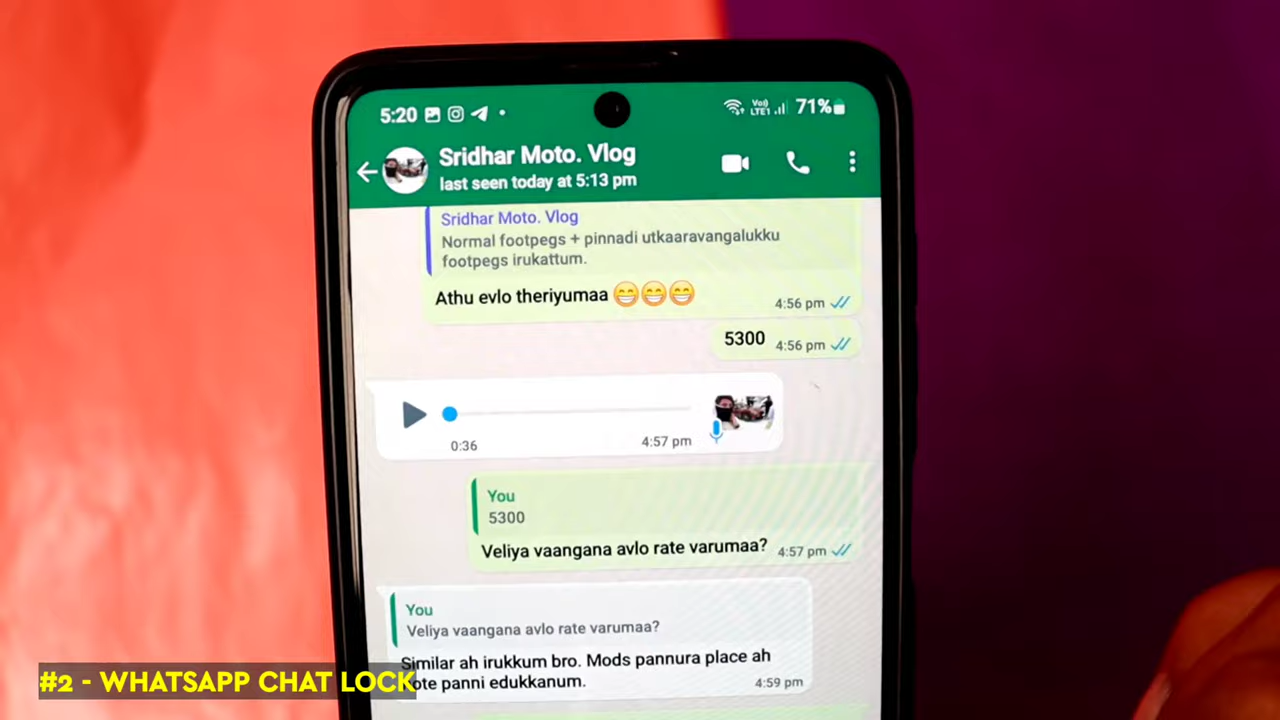 5:20
Voo) LTE1 71%
Sridhar Moto. Vlog
last seen today at 5:13 pm
Sridhar Moto. Vlog
Normal footpegs + pinnadi utkaaravangalukku
footpegs irukattum.
Athu evlo theriyumaa 😁😁😁 4:56 pm
5300 4:56 pm
0:36 4:57 pm
You
5300
Veliya vaangana avlo rate varumaa? 4:57 pm
You
Veliya vaangana avlo rate varumaa?
Similar ah irukkum bro. Mods pannura place ah
panni edukkanum. 4:59 pm
#2 - WHATSAPP CHAT LOCK